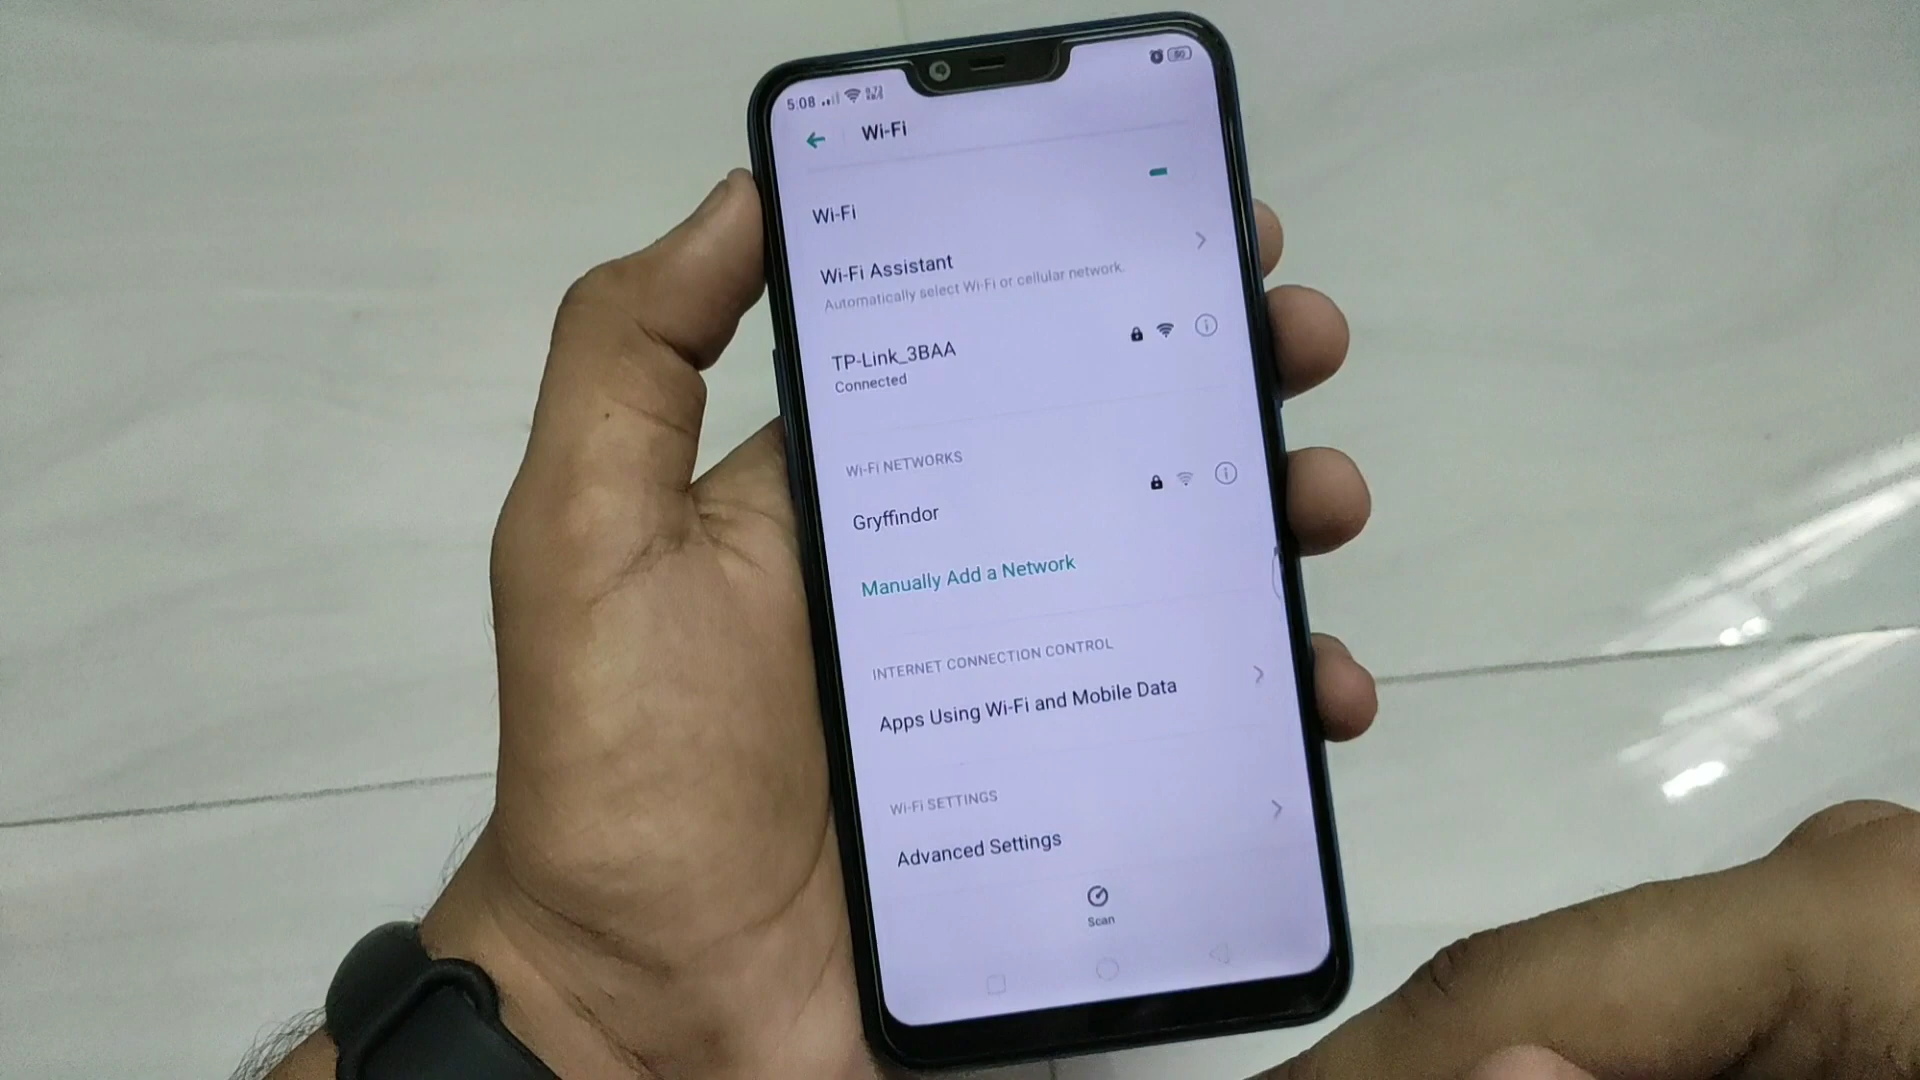 5:08
Wi-Fi
Wi-Fi
Wi-Fi Assistant
Automatically select Wi-Fi or cellular network.
TP-Link_3BAA
Connected
Wi-Fi NETWORKS
Gryffindor
Manually Add a Network
INTERNET CONNECTION CONTROL
Apps Using Wi-Fi and Mobile Data
Wi-Fi SETTINGS
Advanced Settings
Scan